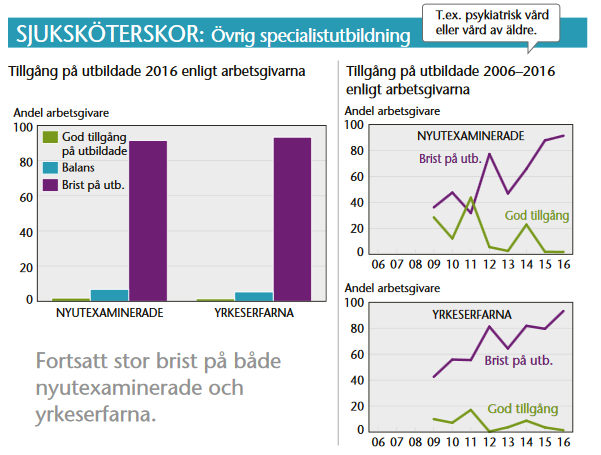 SJUKSKÖTERSKOR: Övrig specialistutbildning
T.ex. psykiatrisk vård
eller vård av äldre.
Tillgång på utbildade 2016 enligt arbetsgivarna
Andel arbetsgivare
100
80
60
40
20
0
God tillgång
på utbildade
Balans
Brist på utb.
NYUTEXAMINERADE
YRKESERFARNA
Fortsatt stor brist på både
nyutexaminerade och
yrkeserfarna.
Tillgång på utbildade 2006–2016
enligt arbetsgivarna
Andel arbetsgivare
100
80
60
40
20
0
NYUTEXAMINERADE
Brist på utb.
God tillgång
06 07 08 09 10 11 12 13 14 15 16
Andel arbetsgivare
100
80
60
40
20
0
YRKESERFARNA
Brist på utb.
God tillgång
06 07 08 09 10 11 12 13 14 15 16